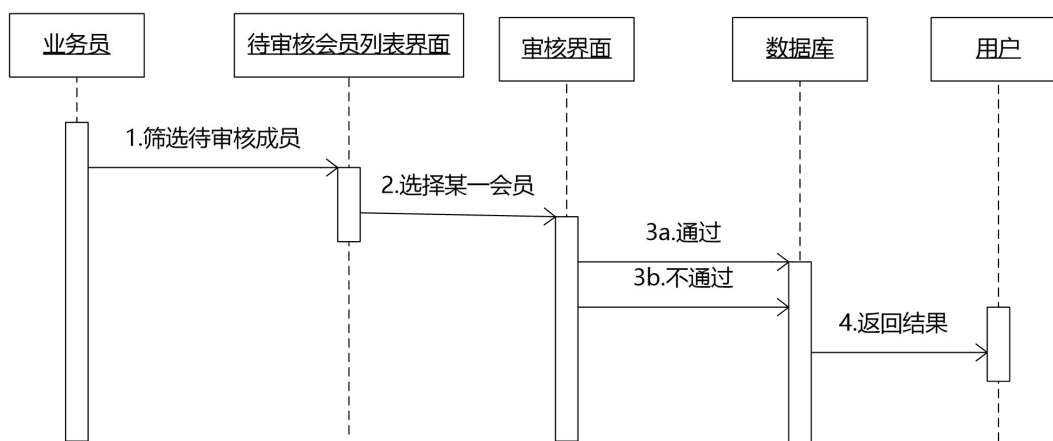 业务员
待审核会员列表界面
审核界面
数据库
用户
1.筛选待审核成员
2.选择某一会员
3a.通过
3b.不通过
4.返回结果